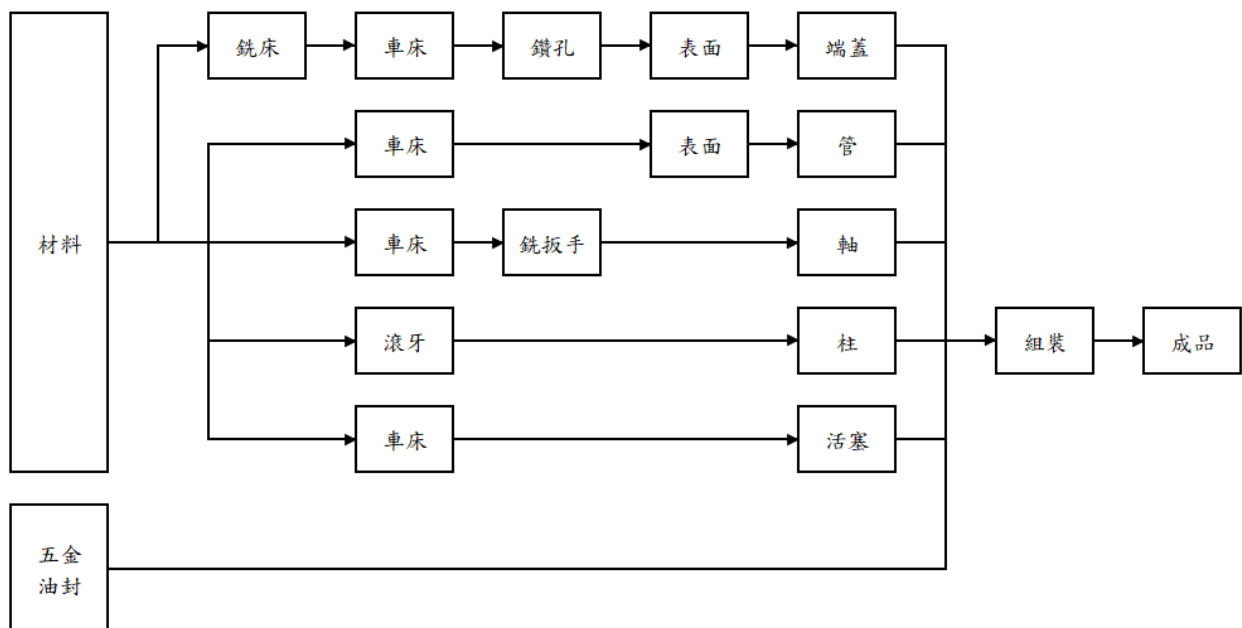 銑床
車床
鑽孔
表面
端蓋
車床
表面
管
材料
車床
銑扳手
軸
滾牙
柱
組裝
成品
車床
活塞
五金
油封